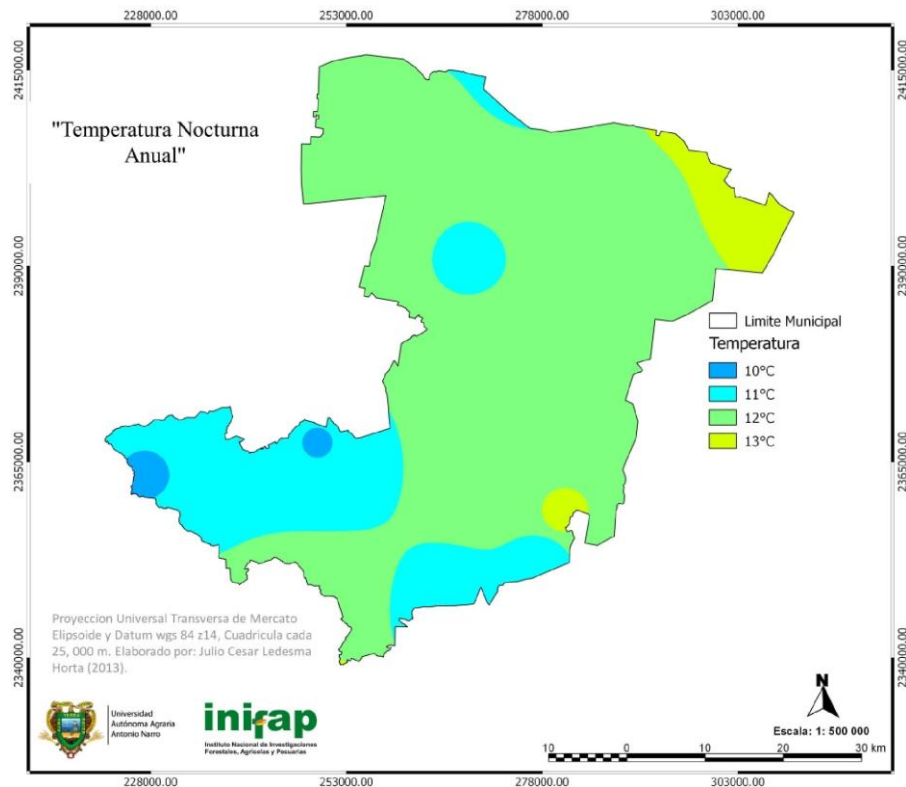 228000.00 253000.00 278000.00 303000.00
2415000.00 2415000.00
"Temperatura Nocturna
Anual"
2390000.00 2390000.00
Limite Municipal
Temperatura
10°C
11°C
12°C
13°C
2365000.00 2365000.00
Proyeccion Universal Transversa de Mercato
Elipsoide y Datum wgs 84 z14, Cuadricula cada
25, 000 m. Elaborado por: Julio Cesar Ledesma
Horta (2013).
2340000.00 2340000.00
Universidad
Autónoma Agraria
Antonio Narro
inifap
Instituto Nacional de Investigaciones
Forestales, Agrícolas y Pecuarias
N
Escala: 1: 500 000
10 0 10 20 30 km
228000.00 253000.00 278000.00 303000.00